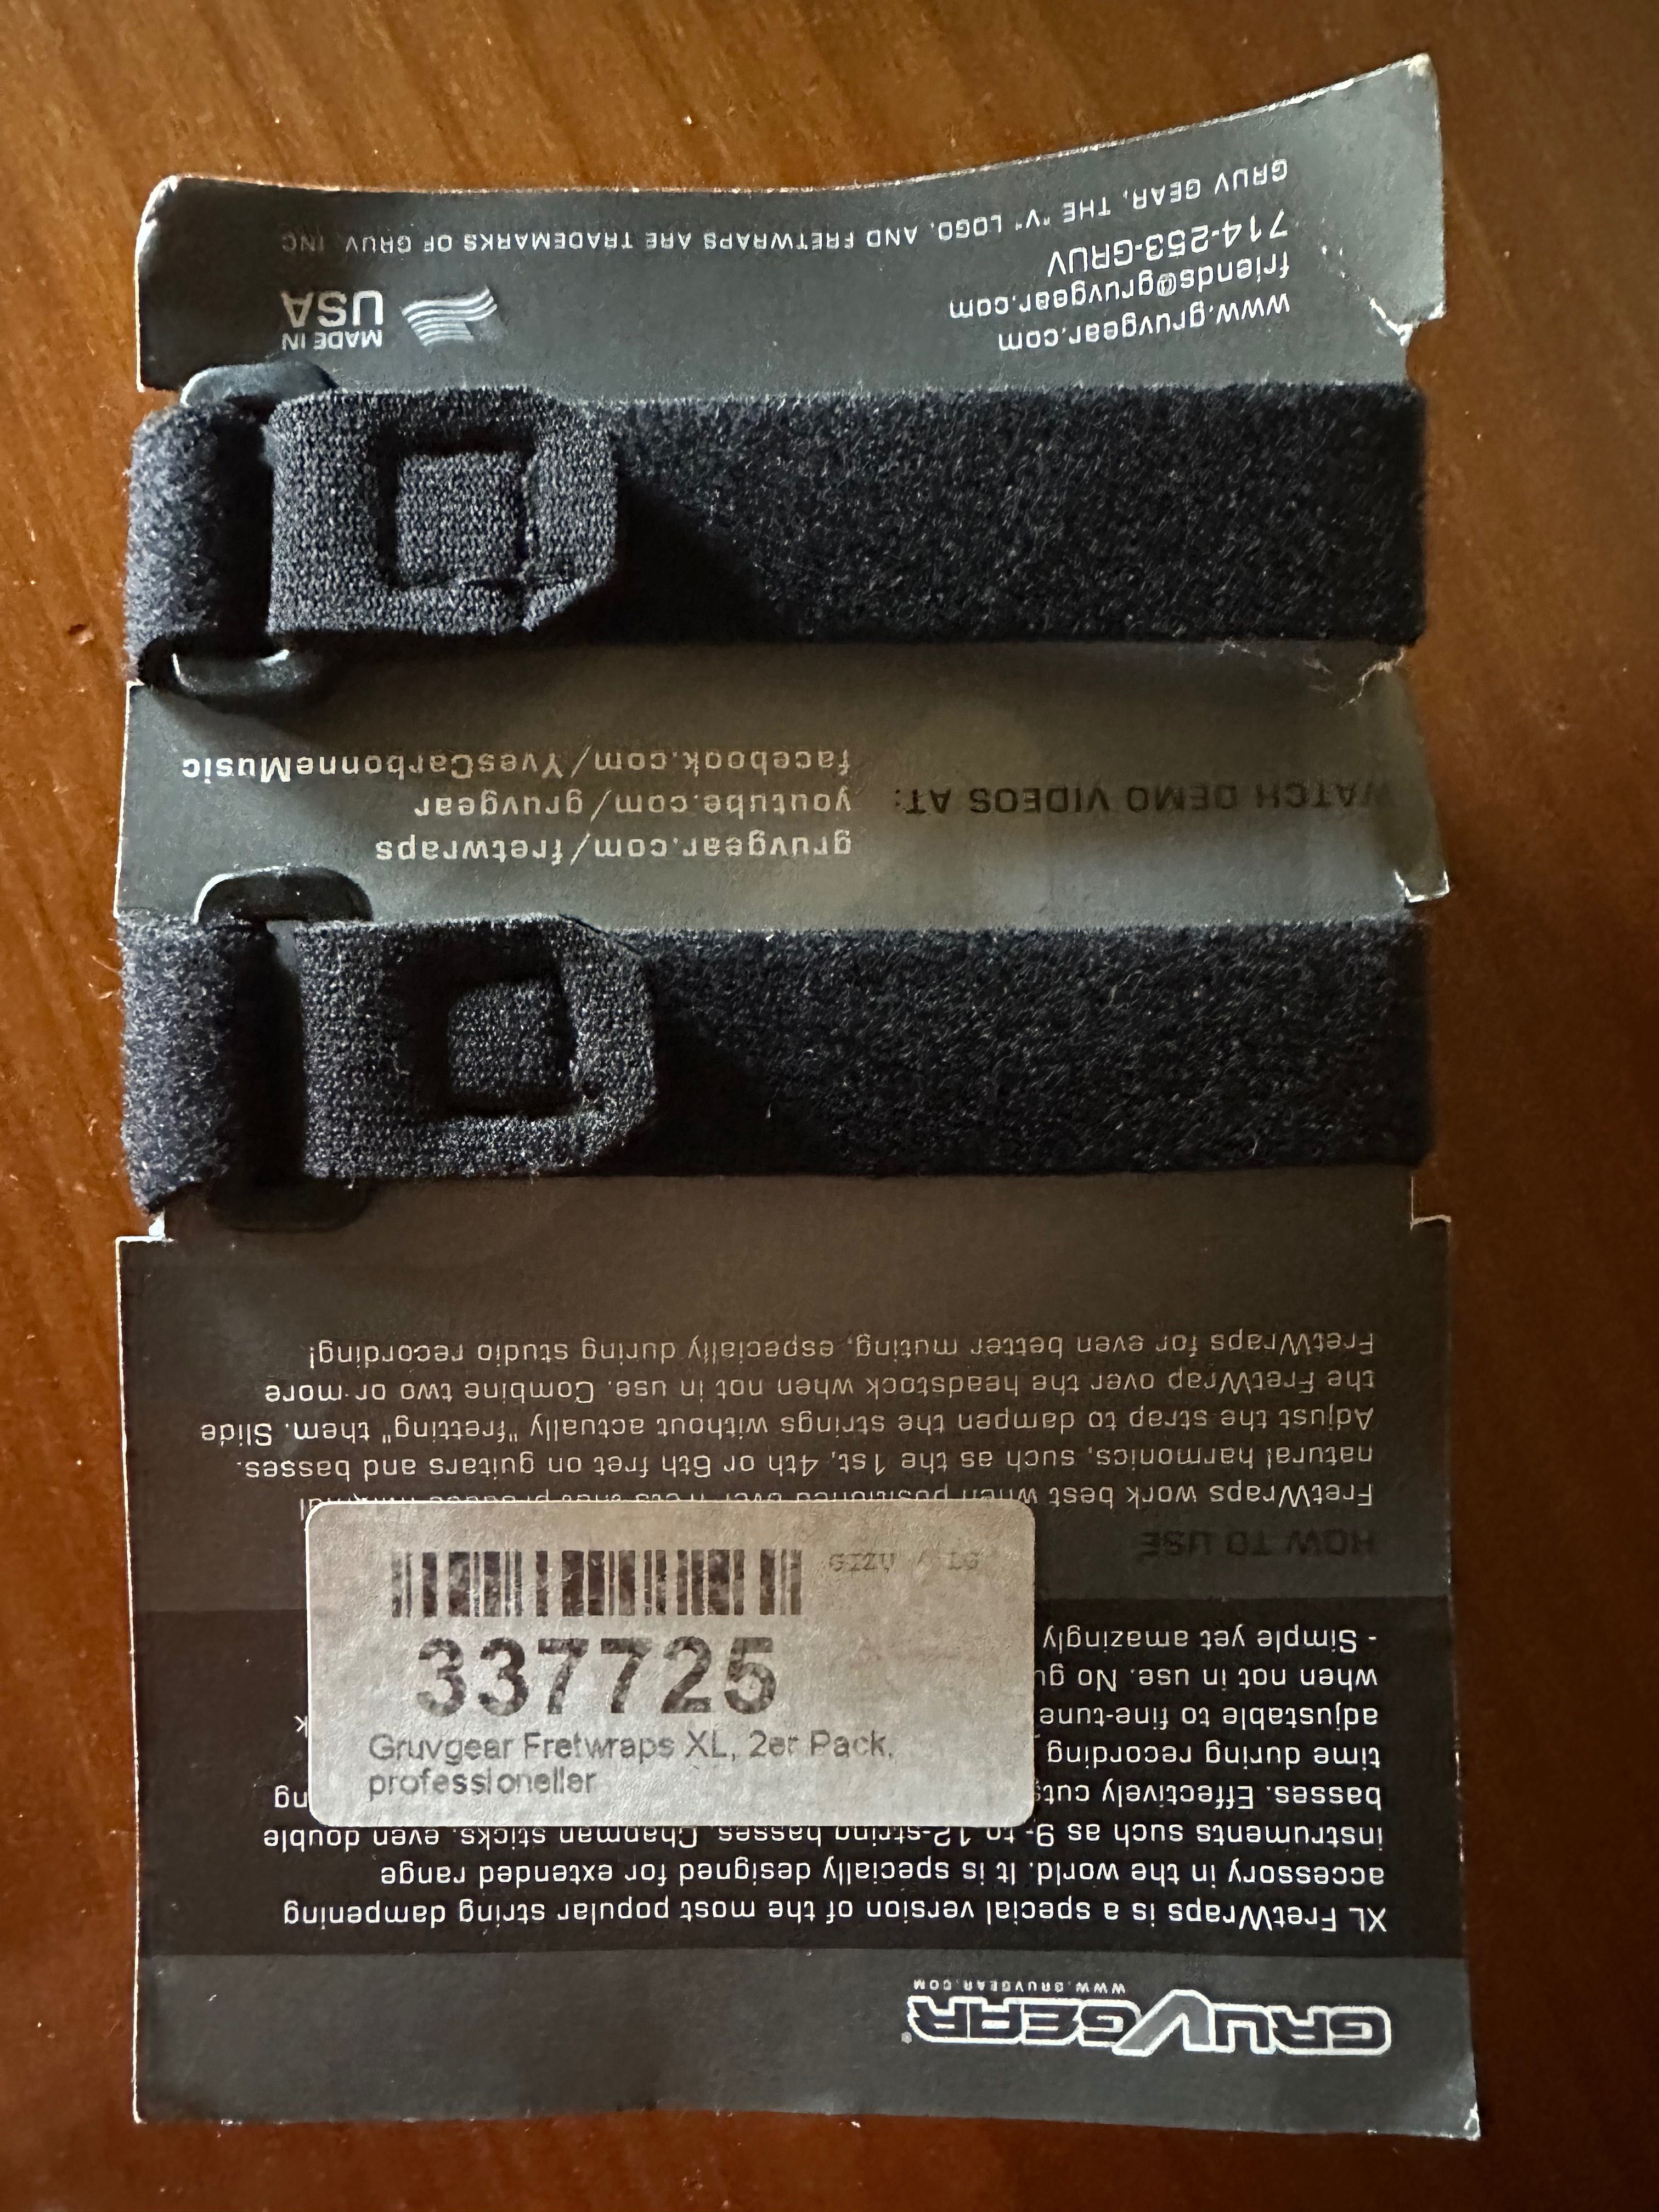 GRUVGEAR®
WWW.GRUVGEAR.COM
XL FretWraps is a special version of the most popular string dampening
accessory in the world. It is specially designed for extended range
instruments such as 9- to 12-string basses, Chapman sticks, even double
basses. Effectively cuts
time during recording
adjustable to fine-tune
when not in use. No
- Simple yet amazingly
337725
Gruvgear Fretwraps XL, 2er Pack,
professioneller
HOW TO USE
FretWraps work best when positioned over frets that produce
natural harmonics, such as the 1st, 4th or 6th fret on guitars and basses.
Adjust the strap to dampen the strings without actually "fretting" them. Slide
the FretWrap over the headstock when not in use. Combine two or more
FretWraps for even better muting, especially during studio recording!
WATCH DEMO VIDEOS AT:
gruvgear.com/fretwraps
youtube.com/gruvgear
facebook.com/YvesCarbonneMusic
www.gruvgear.com
friends@gruvgear.com
714-253-GRUV
MADE IN
USA
GRUV GEAR, THE "V" LOGO, AND FRETWRAPS ARE TRADEMARKS OF GRUV, INC